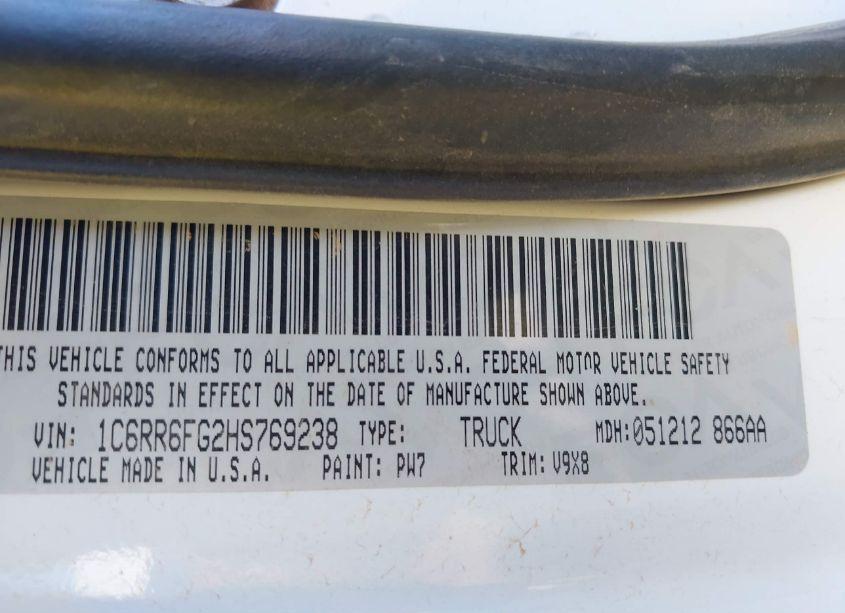 THIS VEHICLE CONFORMS TO ALL APPLICABLE U.S.A. FEDERAL MOTOR VEHICLE SAFETY
STANDARDS IN EFFECT ON THE DATE OF MANUFACTURE SHOWN ABOVE.
VIN: 1C6RR6FG2HS769238 TYPE: TRUCK MDH: 051212 866AA
VEHICLE MADE IN U.S.A. PAINT: PW7 TRIM: V9X8